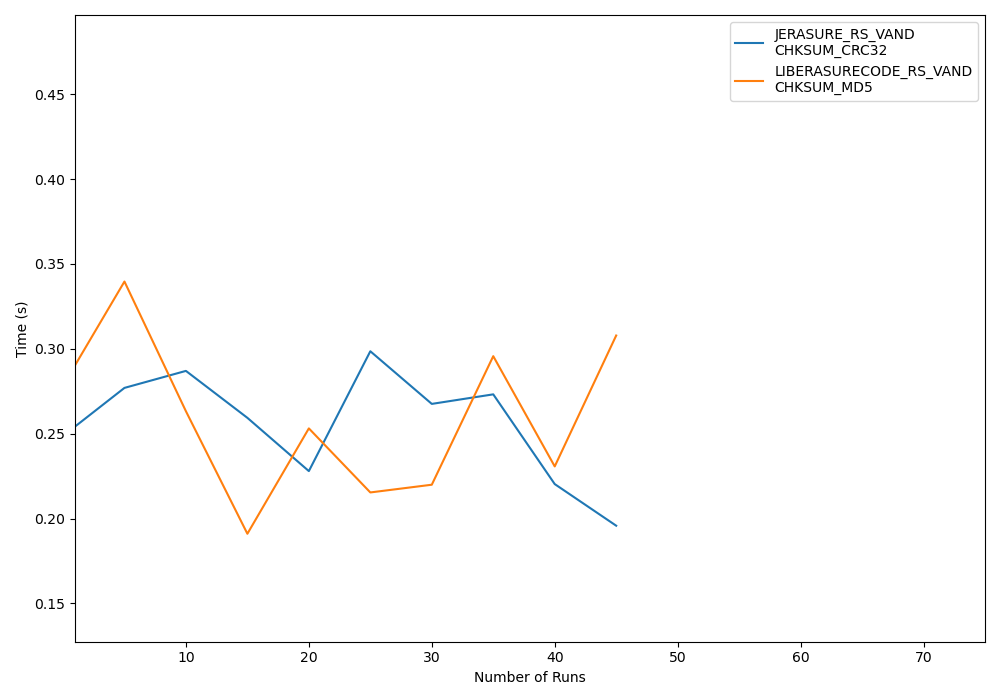 JERASURE_RS_VAND
CHKSUM_CRC32
LIBERASURECODE_RS_VAND
CHKSUM_MD5
0.45
0.40
0.35
0.30
0.25
0.20
0.15
Time (s)
10 20 30 40 50 60 70
Number of Runs